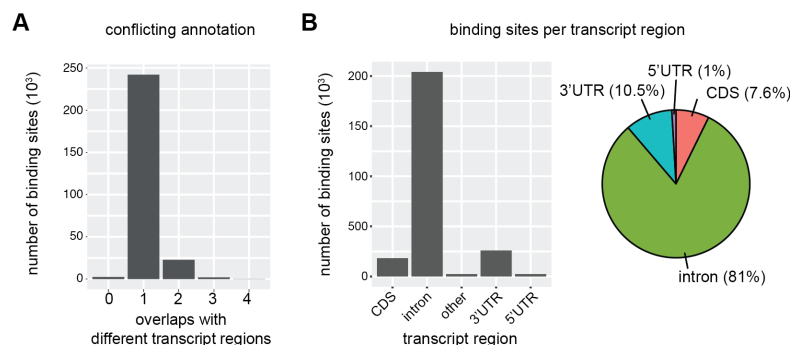 A
conflicting annotation
number of binding sites (10³)
250
200
150
100
50
0
0 1 2 3 4
overlaps with
different transcript regions
B
binding sites per transcript region
number of binding sites (10³)
200
150
100
500
0
CDS intron other 3'UTR 5'UTR
transcript region
5'UTR (1%)
3'UTR (10.5%)
CDS (7.6%)
intron (81%)